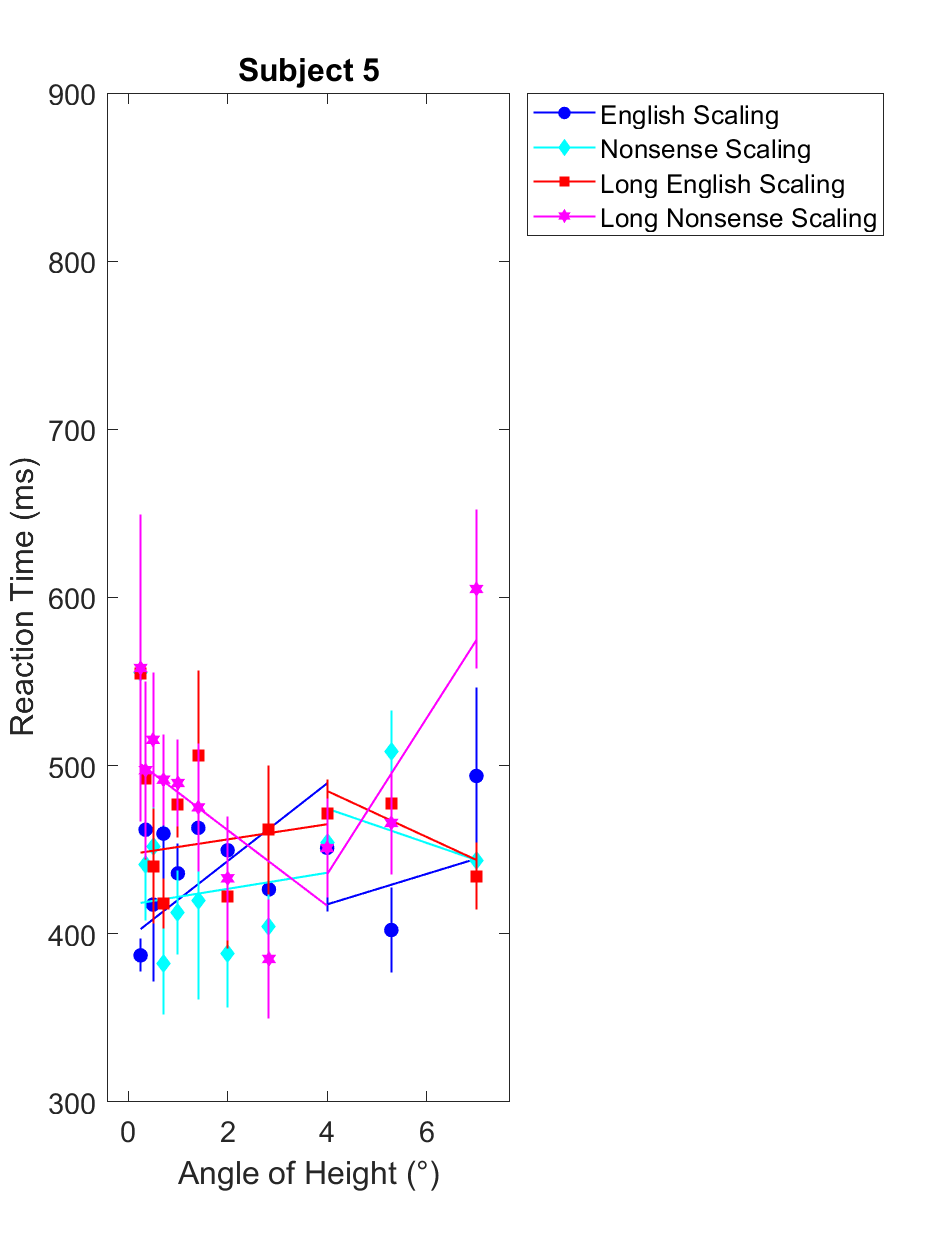 Subject 5
900
800
700
600
500
400
300
Reaction Time (ms)
0 2 4 6
Angle of Height (°)
English Scaling
Nonsense Scaling
Long English Scaling
Long Nonsense Scaling